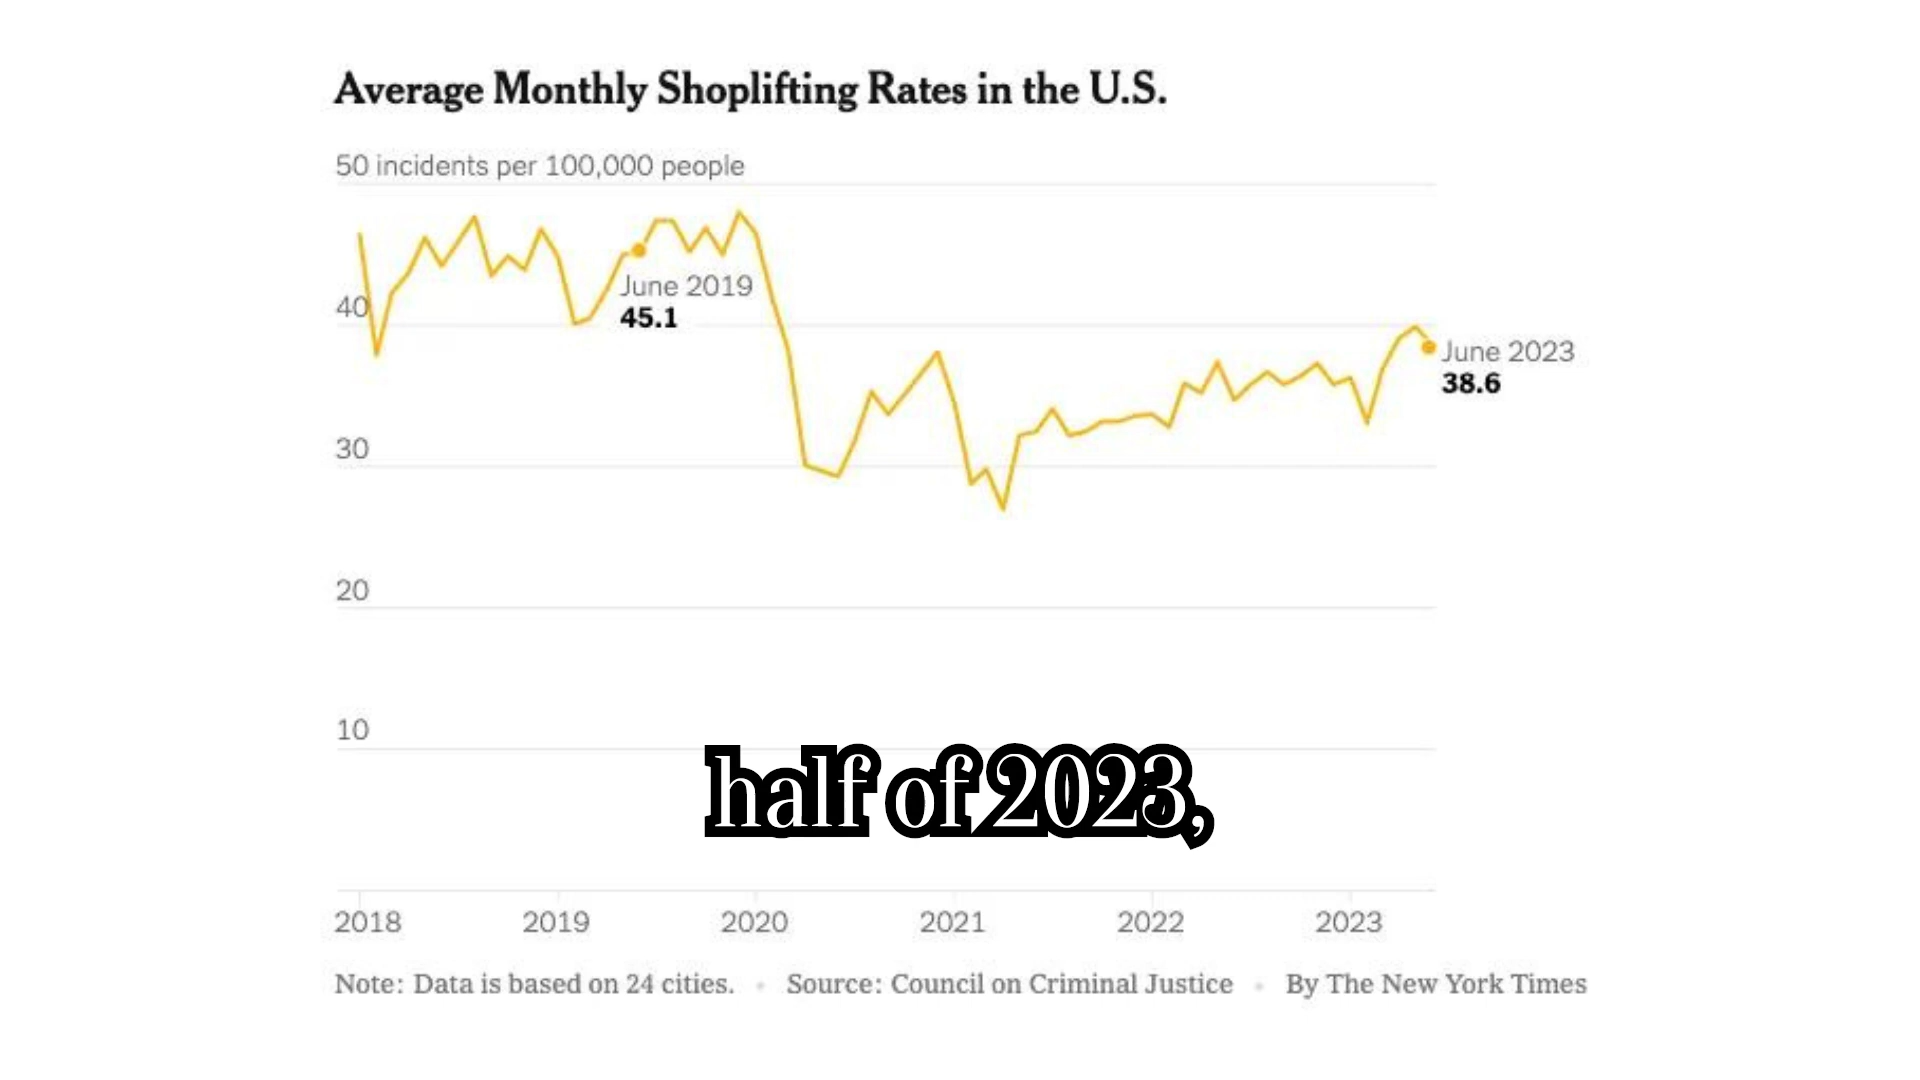 Average Monthly Shoplifting Rates in the U.S.
50 incidents per 100,000 people
June 2019
45.1
40
June 2023
38.6
30
20
10
half of 2023,
2018 2019 2020 2021 2022 2023
Note: Data is based on 24 cities. • Source: Council on Criminal Justice • By The New York Times